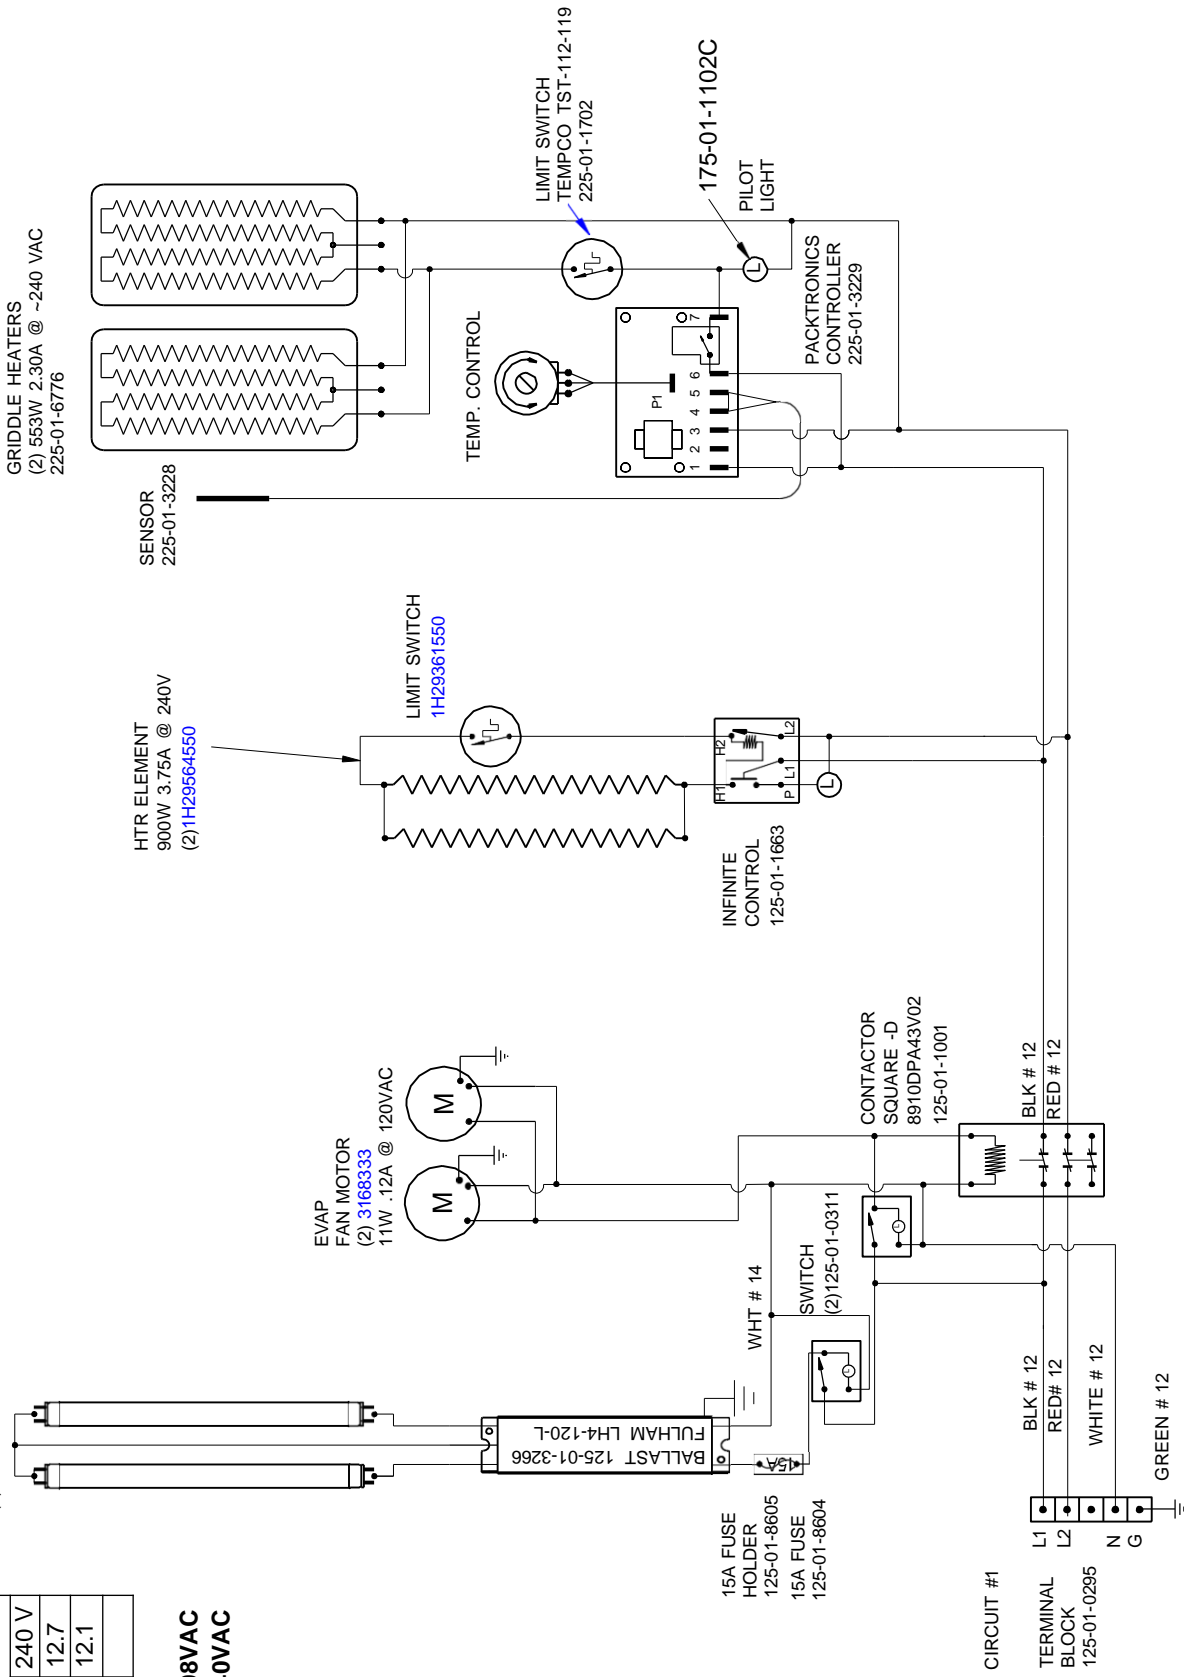 240 V
12.7
12.1
GRIDDLE HEATERS
(2) 553W 2.30A @ ~240 VAC
225-01-6776
SENSOR
225-01-3228
TEMP. CONTROL
LIMIT SWITCH
TEMPCO TST-112-119
225-01-1702
175-01-1102C
PILOT
LIGHT
L
PACKTRONICS
CONTROLLER
225-01-3229
P1
1 2 3 4 5 6 7
HTR ELEMENT
900W 3.75A @ 240V
(2)1H29564550
LIMIT SWITCH
1H29361550
INFINITE
CONTROL
125-01-1663
H1 H2
P L1 L2
L
EVAP
FAN MOTOR
(2) 3168333
11W .12A @ 120VAC
M
M
CONTACTOR
SQUARE -D
8910DPA43V02
125-01-1001
BLK # 12
RED # 12
SWITCH
(2)125-01-0311
L
L
WHT # 14
BALLAST 125-01-3266
FULHAM LH4-120-L
15A
15A FUSE
HOLDER
125-01-8605
15A FUSE
125-01-8604
BLK # 12
RED# 12
WHITE # 12
GREEN # 12
CIRCUIT #1
TERMINAL
BLOCK
125-01-0295
L1
L2
N
G